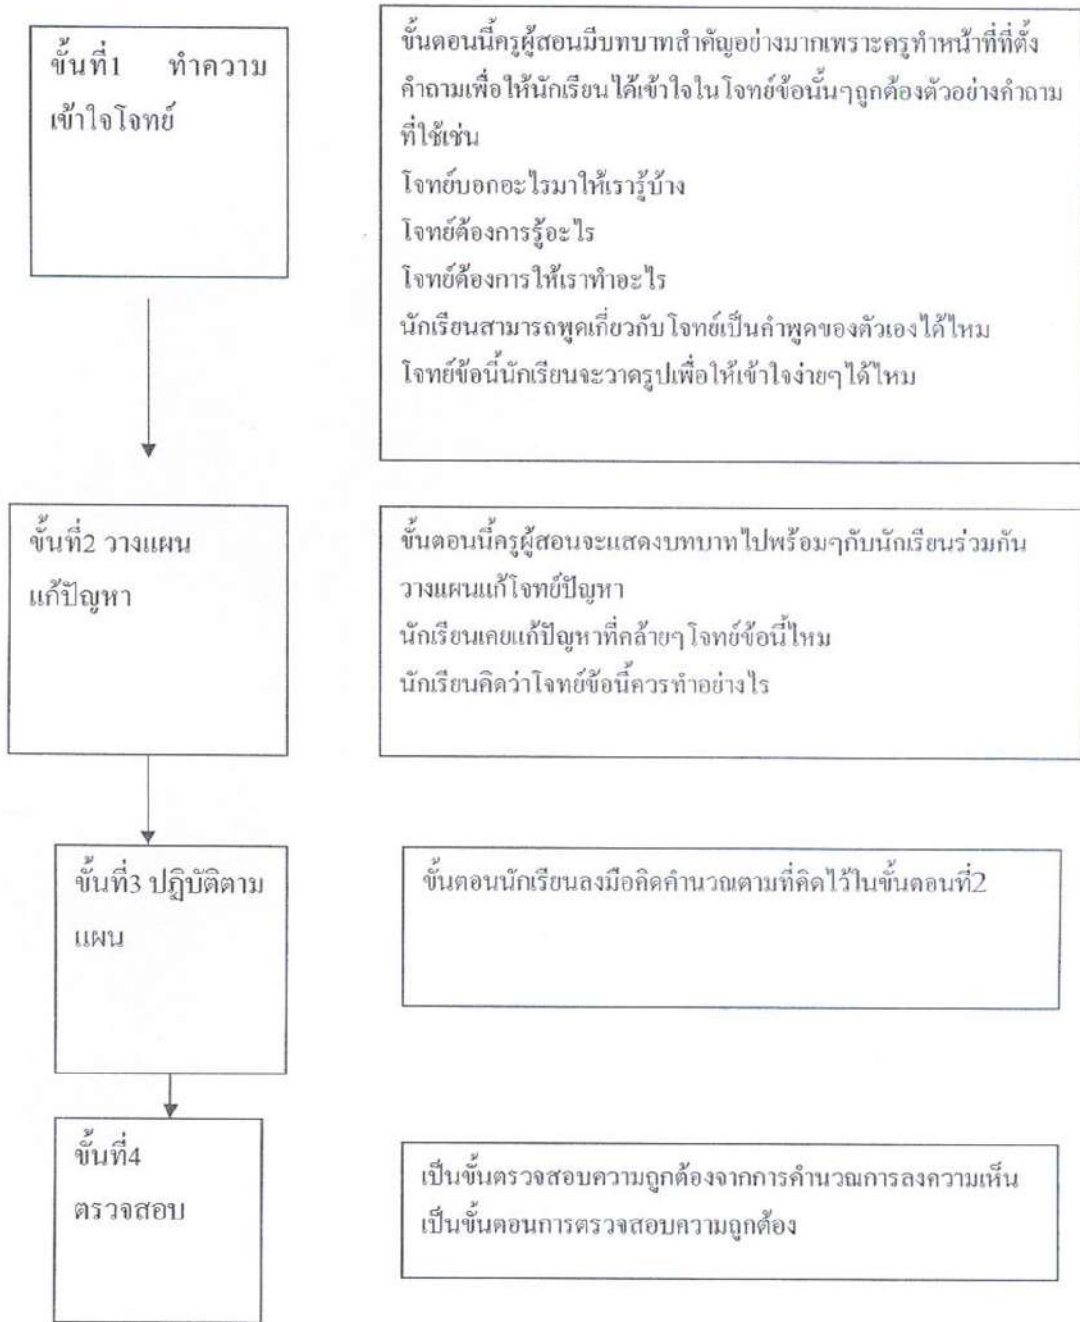 ขั้นที่1 ทำความ
เข้าใจโจทย์
ขั้นตอนนี้ครูผู้สอนมีบทบาทสำคัญอย่างมากเพราะครูทำหน้าที่ที่ตั้ง
คำถามเพื่อให้นักเรียนได้เข้าใจในโจทย์ข้อนั้นๆถูกต้องตัวอย่างคำถาม
ที่ใช้เช่น
โจทย์บอกอะไรมาให้เรารู้บ้าง
โจทย์ต้องการรู้อะไร
โจทย์ต้องการให้เราทำอะไร
นักเรียนสามารถพูดเกี่ยวกับโจทย์เป็นคำพูดของตัวเองได้ไหม
โจทย์ข้อนี้นักเรียนจะวาดรูปเพื่อให้เข้าใจง่ายๆได้ไหม
ขั้นที่2 วางแผน
แก้ปัญหา
ขั้นตอนนี้ครูผู้สอนจะแสดงบทบาทไปพร้อมๆกับนักเรียนร่วมกัน
วางแผนแก้โจทย์ปัญหา
นักเรียนเคยแก้ปัญหาที่คล้ายๆโจทย์ข้อนี้ไหม
นักเรียนคิดว่าโจทย์ข้อนี้ควรทำอย่างไร
ขั้นที่3 ปฏิบัติตาม
แผน
ขั้นตอนนักเรียนลงมือคิดคำนวณตามที่คิดไว้ในขั้นตอนที่2
ขั้นที่4
ตรวจสอบ
เป็นขั้นตรวจสอบความถูกต้องจากการคำนวณการลงความเห็น
เป็นขั้นตอนการตรวจสอบความถูกต้อง